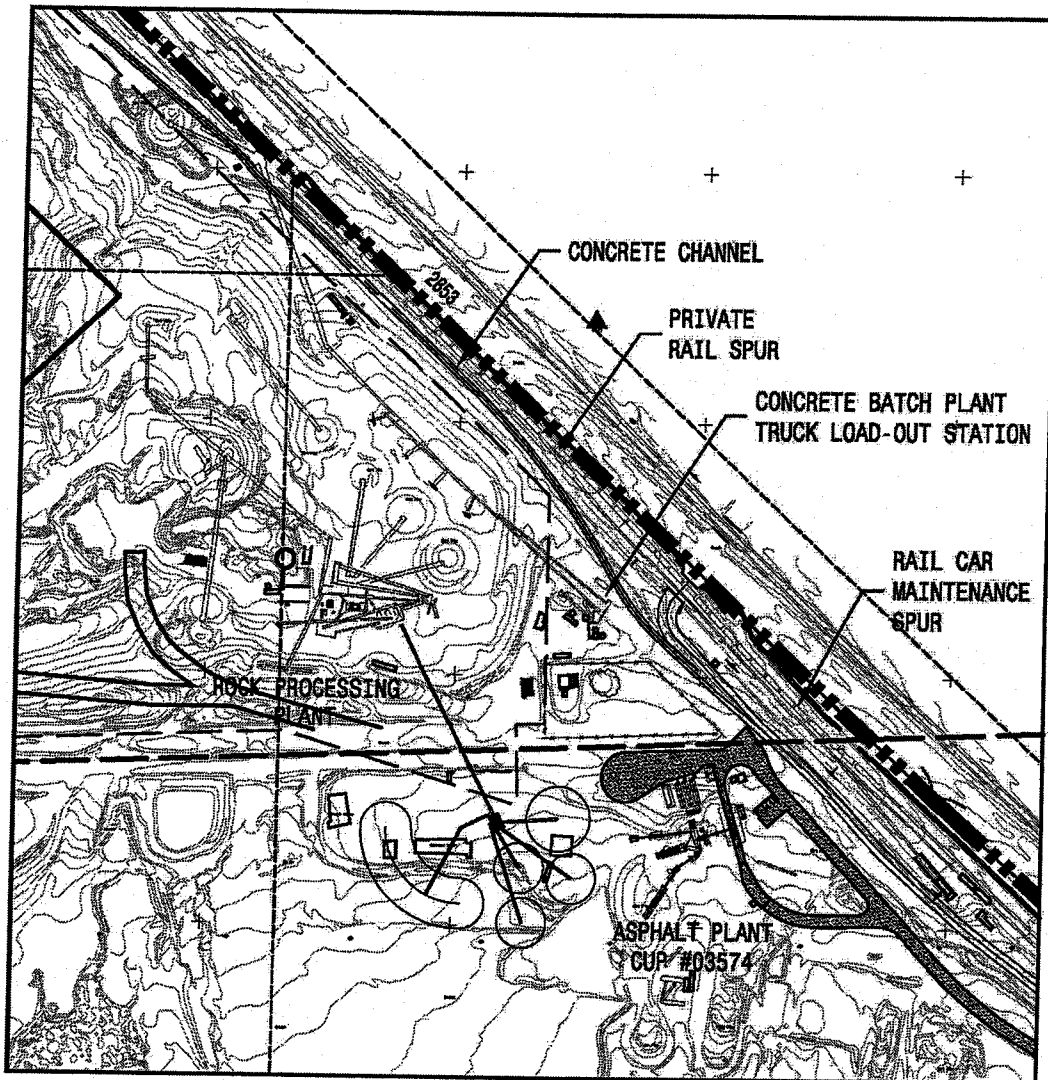 CONCRETE CHANNEL
2853
PRIVATE
RAIL SPUR
CONCRETE BATCH PLANT
TRUCK LOAD-OUT STATION
RAIL CAR
MAINTENANCE
SPUR
ROCK PROCESSING
PLANT
ASPHALT PLANT
CUP #03574